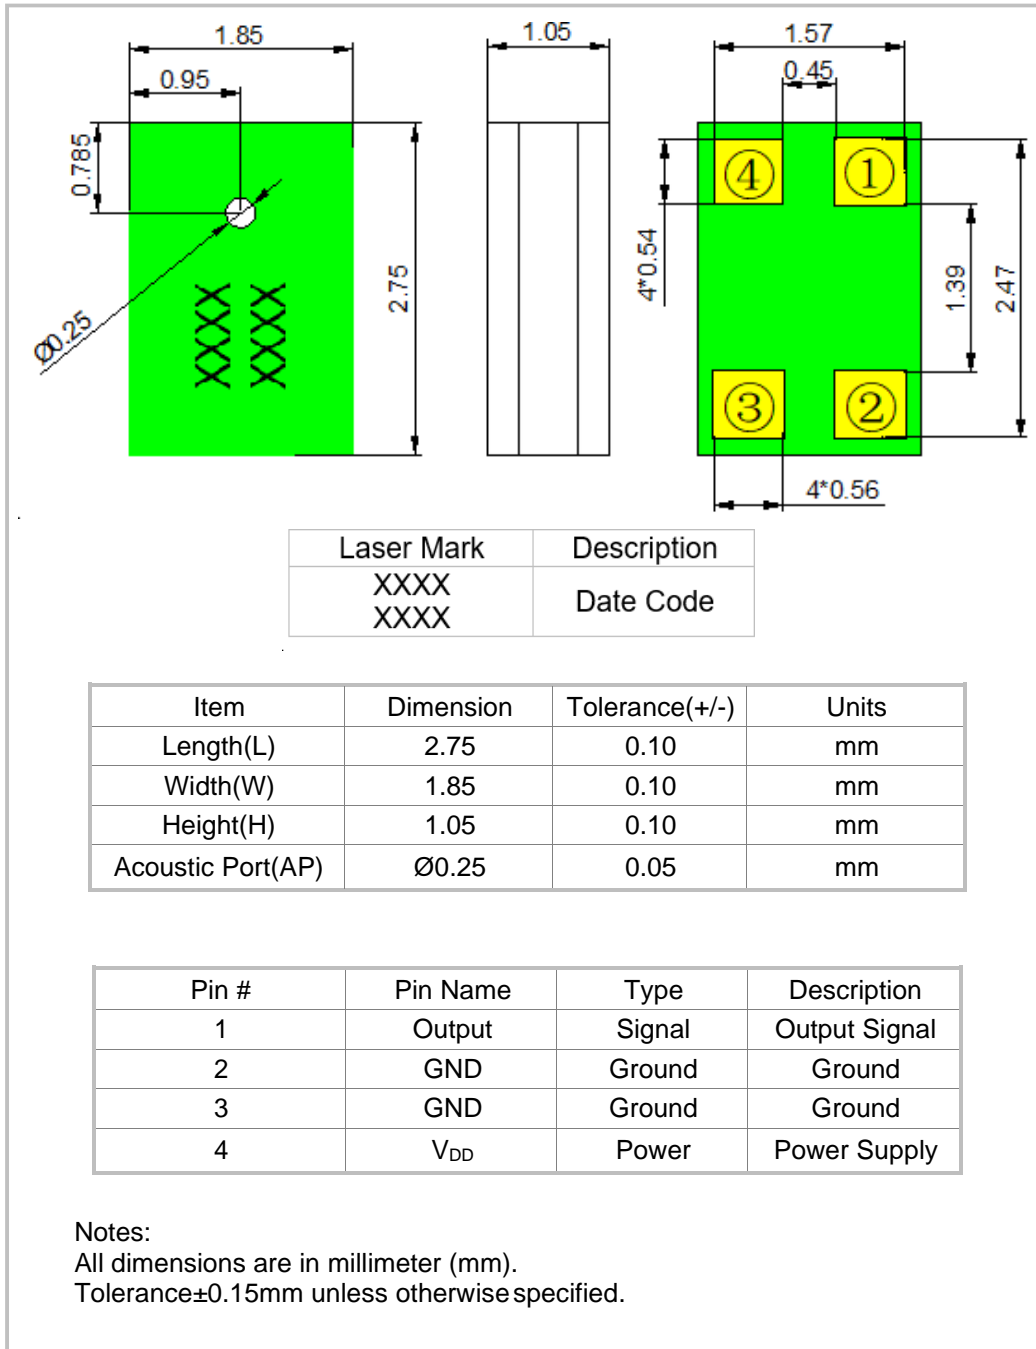 1.85
1.05
1.57
0.95
0.45
0.785
④ ①
4*0.54
2.75
1.39
2.47
Ø0.25
XXXX
XXXX
③ ②
4*0.56
Laser Mark Description
XXXX
XXXX
Date Code
Item Dimension Tolerance(+/-) Units
Length(L) 2.75 0.10 mm
Width(W) 1.85 0.10 mm
Height(H) 1.05 0.10 mm
Acoustic Port(AP) Ø0.25 0.05 mm
Pin # Pin Name Type Description
1 Output Signal Output Signal
2 GND Ground Ground
3 GND Ground Ground
4 VDD Power Power Supply
Notes:
All dimensions are in millimeter (mm).
Tolerance±0.15mm unless otherwise specified.